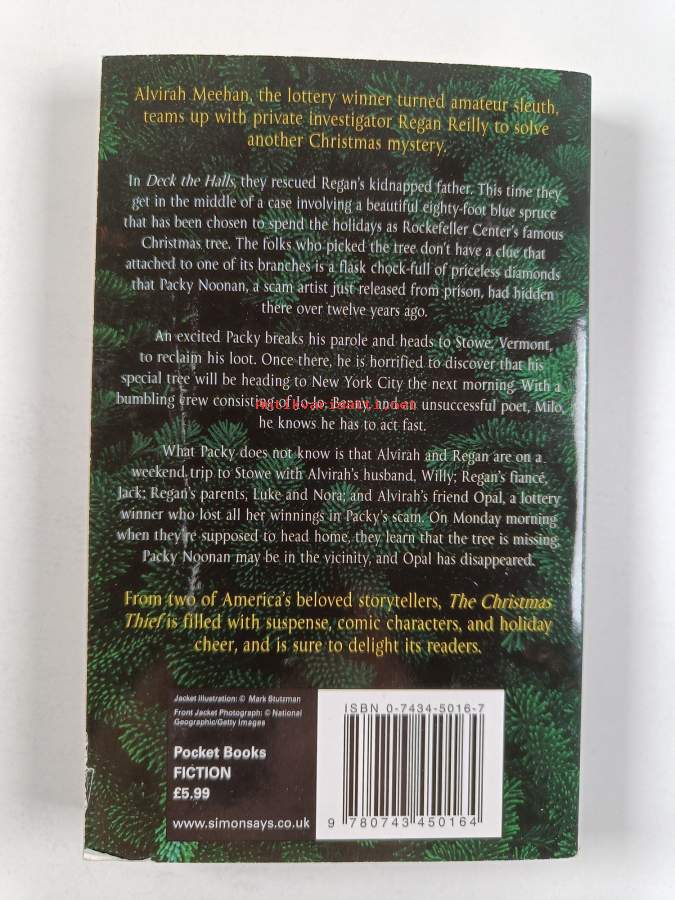 Alvirah Meehan, the lottery winner turned amateur sleuth,
teams up with private investigator Regan Reilly to solve
another Christmas mystery.
In Deck the Halls, they rescued Regan's kidnapped father. This time they
get in the middle of a case involving a beautiful eighty-foot blue spruce
that has been chosen to spend the holidays as Rockefeller Center's famous
Christmas tree. The folks who picked the tree don't have a clue that
attached to one of its branches is a flask chock-full of priceless diamonds
that Packy Noonan, a scam artist just released from prison, had hidden
there over twelve years ago.
An excited Packy breaks his parole and heads to Stowe, Vermont,
to reclaim his loot. Once there, he is horrified to discover that his
special tree will be heading to New York City the next morning. With a
bumbling crew consisting of Jo-Jo, Benny, and an unsuccessful poet, Milo,
he knows he has to act fast.
What Packy does not know is that Alvirah and Regan are on a
weekend trip to Stowe with Alvirah's husband, Willy; Regan's fiancé,
Jack; Regan's parents, Luke and Nora; and Alvirah's friend Opal, a lottery
winner who lost all her winnings in Packy's scam. On Monday morning
when they're supposed to head home, they learn that the tree is missing,
Packy Noonan may be in the vicinity, and Opal has disappeared.
From two of America's beloved storytellers, The Christmas
Thief is filled with suspense, comic characters, and holiday
cheer, and is sure to delight its readers.
Jacket Illustration: © Mark Stutzman
Front Jacket Photograph: © National
Geographic/Getty Images
Pocket Books
FICTION
£5.99
www.simonsays.co.uk
ISBN 0-7434-5016-7
9 780743 450164